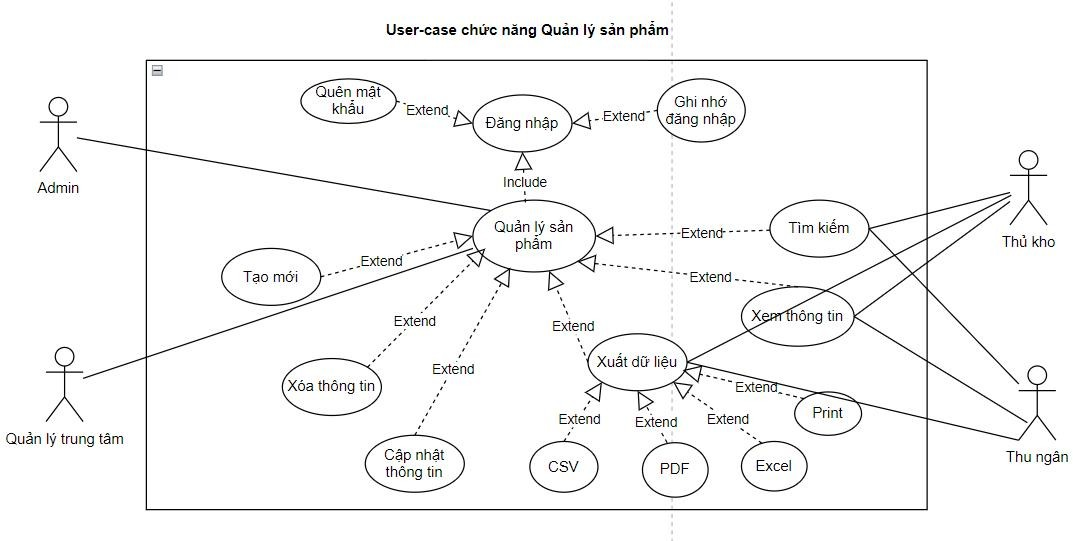 User-case chức năng Quản lý sản phẩm
Quên mật
khẩu
Extend
Đăng nhập
Extend
Ghi nhớ
đăng nhập
Admin
Include
Quản lý sản
phẩm
Extend
Tìm kiếm
Thủ kho
Tạo mới
Extend
Extend
Xem thông tin
Extend
Extend
Xuất dữ liệu
Xóa thông tin
Extend
Extend
Print
Quản lý trung tâm
Extend
Extend
Extend
Thu ngân
Cập nhật
thông tin
CSV
PDF
Excel